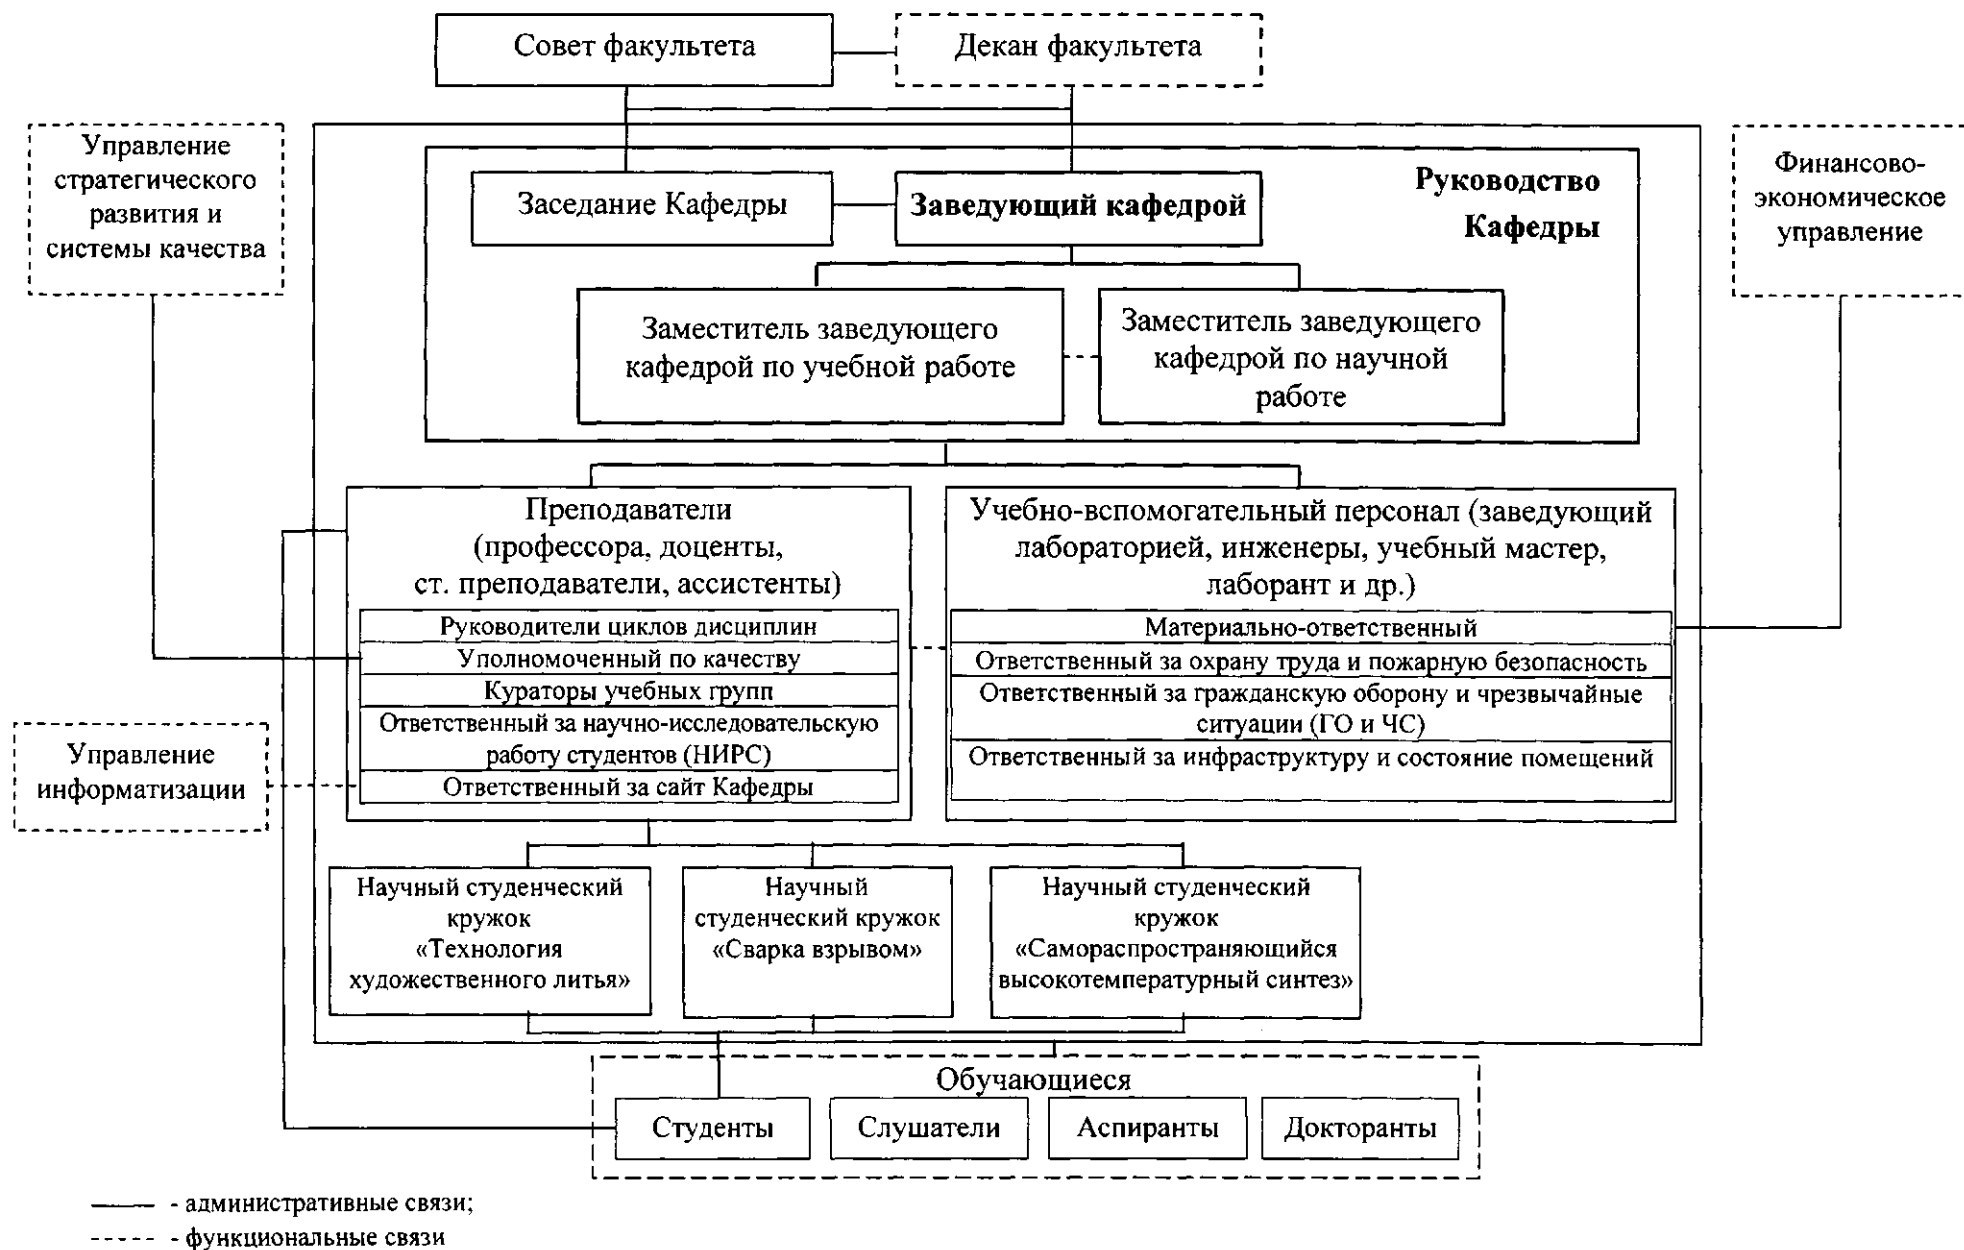 Совет факультета
Декан факультета
Управление
стратегического
развития и
системы качества
Финансово-
экономическое
управление
Руководство
Кафедры
Заседание Кафедры
Заведующий кафедрой
Заместитель заведующего
кафедрой по учебной работе
Заместитель заведующего
кафедрой по научной
работе
Преподаватели
(профессора, доценты,
ст. преподаватели, ассистенты)
Руководители циклов дисциплин
Уполномоченный по качеству
Кураторы учебных групп
Ответственный за научно-исследовательскую
работу студентов (НИРС)
Ответственный за сайт Кафедры
Учебно-вспомогательный персонал (заведующий
лабораторией, инженеры, учебный мастер,
лаборант и др.)
Материально-ответственный
Ответственный за охрану труда и пожарную безопасность
Ответственный за гражданскую оборону и чрезвычайные
ситуации (ГО и ЧС)
Ответственный за инфраструктуру и состояние помещений
Управление
информатизации
Научный студенческий
кружок
«Технология
художественного литья»
Научный
студенческий кружок
«Сварка взрывом»
Научный студенческий
кружок
«Самораспространяющийся
высокотемпературный синтез»
Обучающиеся
Студенты
Слушатели
Аспиранты
Докторанты
- административные связи;
- функциональные связи